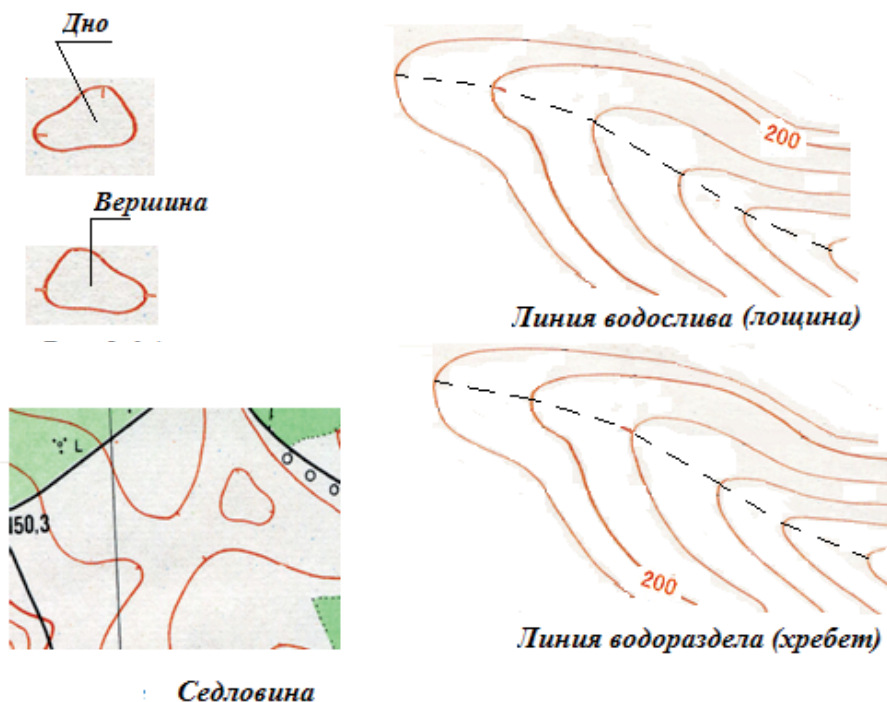 Дно
Вершина
200
Линия водослива (лощина)
L
150,3
200
Линия водораздела (хребет)
Седловина